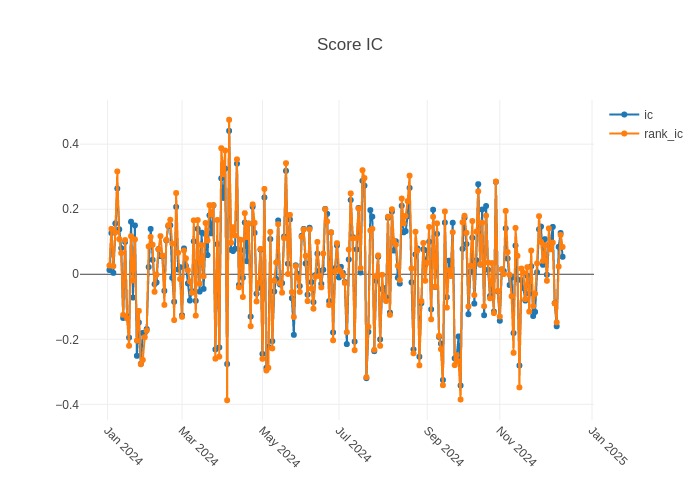 Score IC
ic
rank_ic
0.4
0.2
0
−0.2
−0.4
Jan 2024
Mar 2024
May 2024
Jul 2024
Sep 2024
Nov 2024
Jan 2025